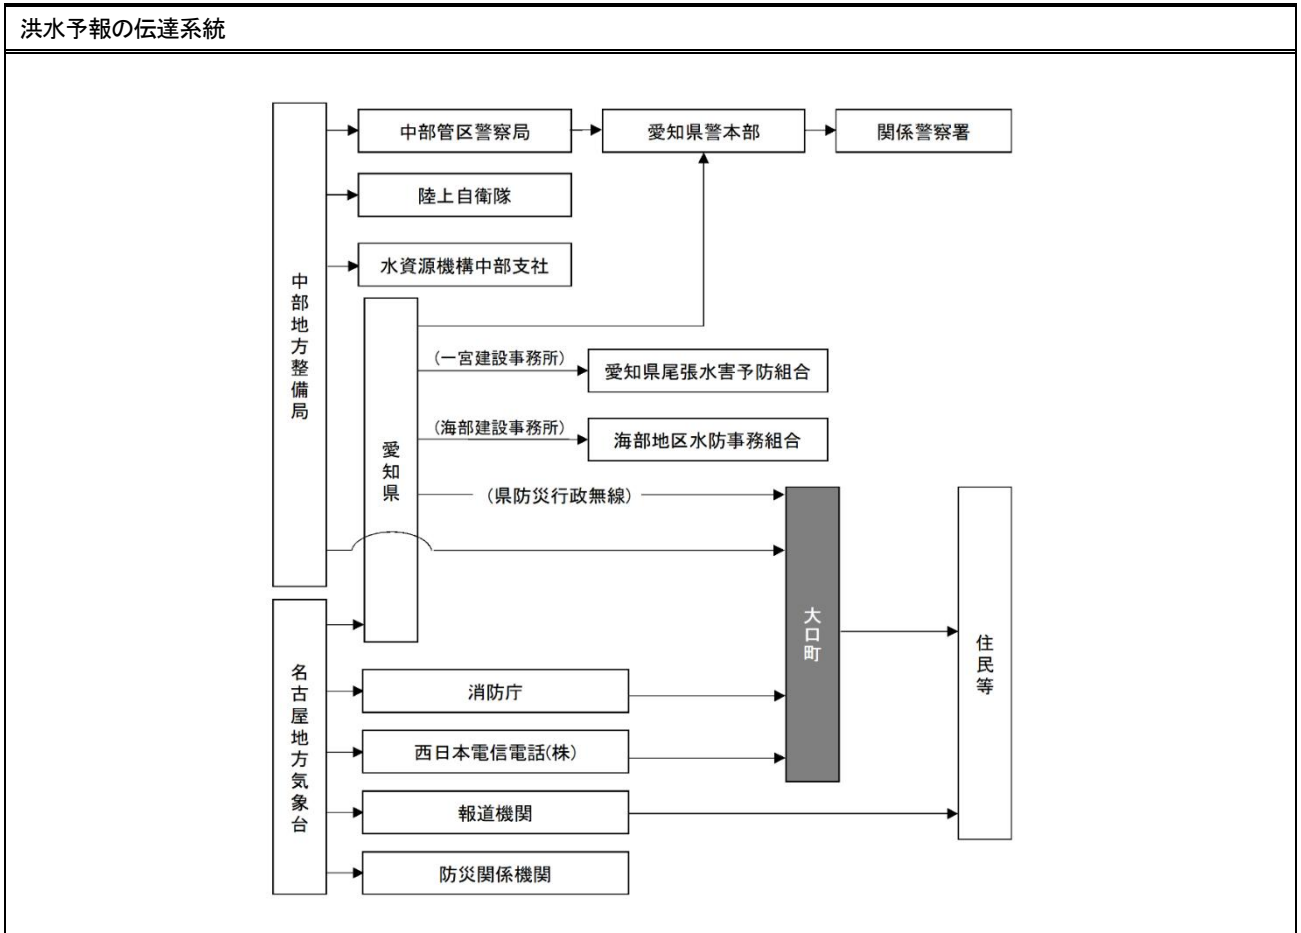 洪水予報の伝達系統
中部地方整備局
中部管区警察局
愛知県警本部
関係警察署
陸上自衛隊
水資源機構中部支社
愛知県
(一宮建設事務所)
愛知県尾張水害予防組合
(海部建設事務所)
海部地区水防事務組合
(県防災行政無線)
大口町
住民等
名古屋地方気象台
消防庁
西日本電信電話(株)
報道機関
防災関係機関